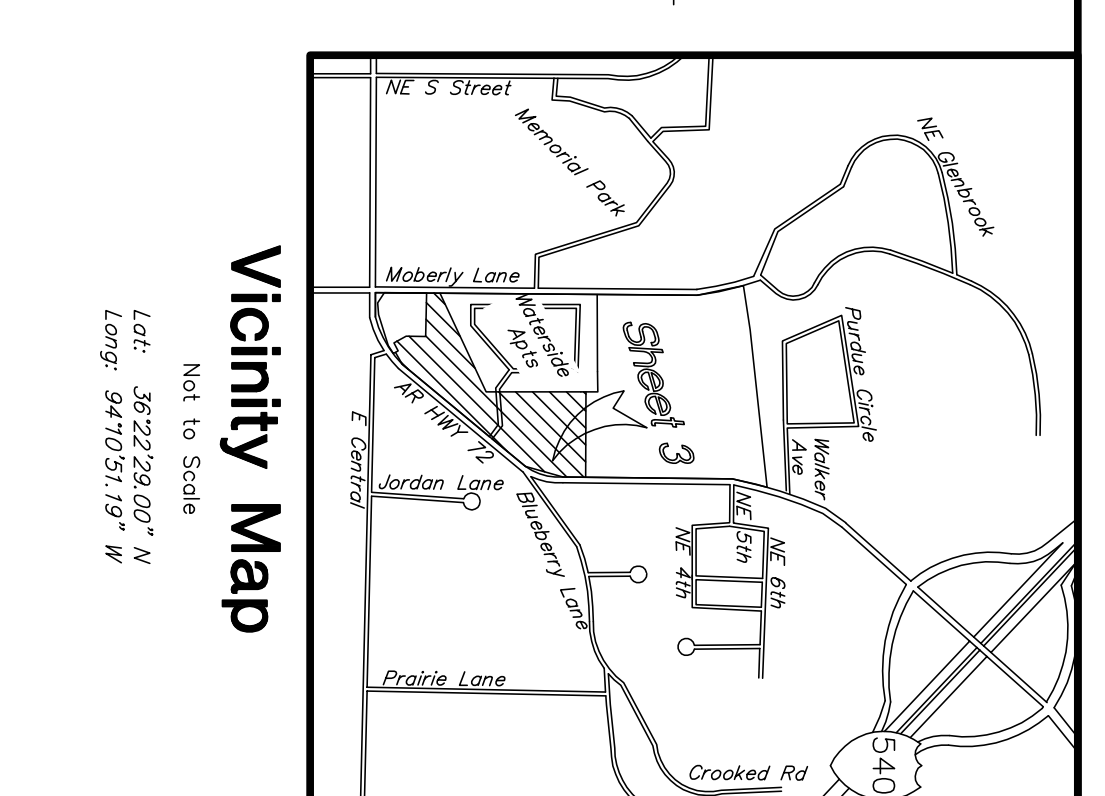 NE S Street
Memorial Park
NE Glenbrook
Moberly Lane
Waterside
Apts
Sheet 3
Purdue Circle
Walker
Ave
AR HWY 72
E Central
Jordan Lane
Blueberry Lane
NE 5th
NE 4th
NE 6th
Prairie Lane
Crooked Rd
540
Vicinity Map
Not to Scale
Lat: 36°22'29.00" N
Long: 94°10'51.19" W